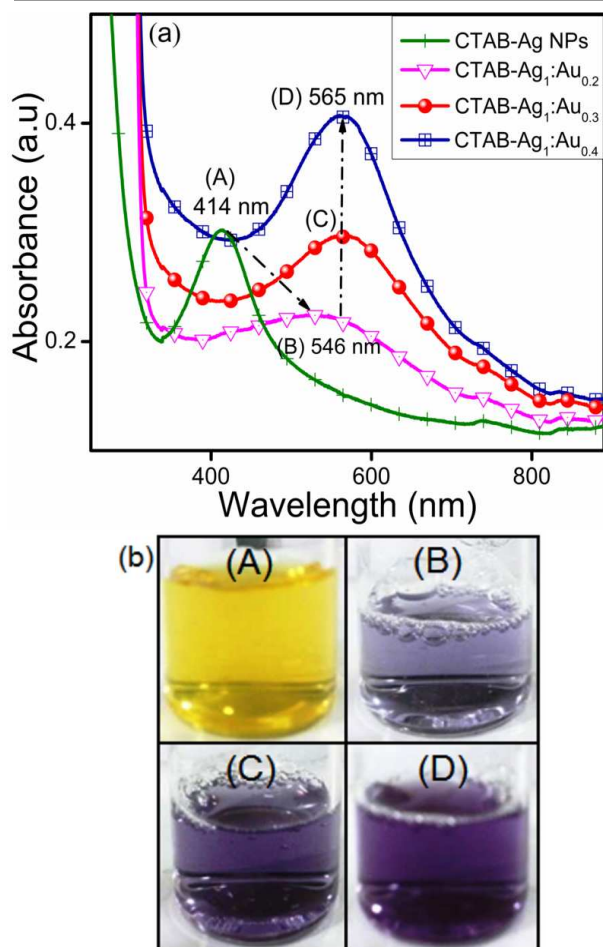 (a)
CTAB-Ag NPs
CTAB-Ag₁:Au₀.₂
CTAB-Ag₁:Au₀.₃
CTAB-Ag₁:Au₀.₄
(D) 565 nm
0.4
(A)
414 nm
(C)
0.2
(B) 546 nm
Absorbance (a.u)
400
600
800
Wavelength (nm)
(b)
(A)
(B)
(C)
(D)